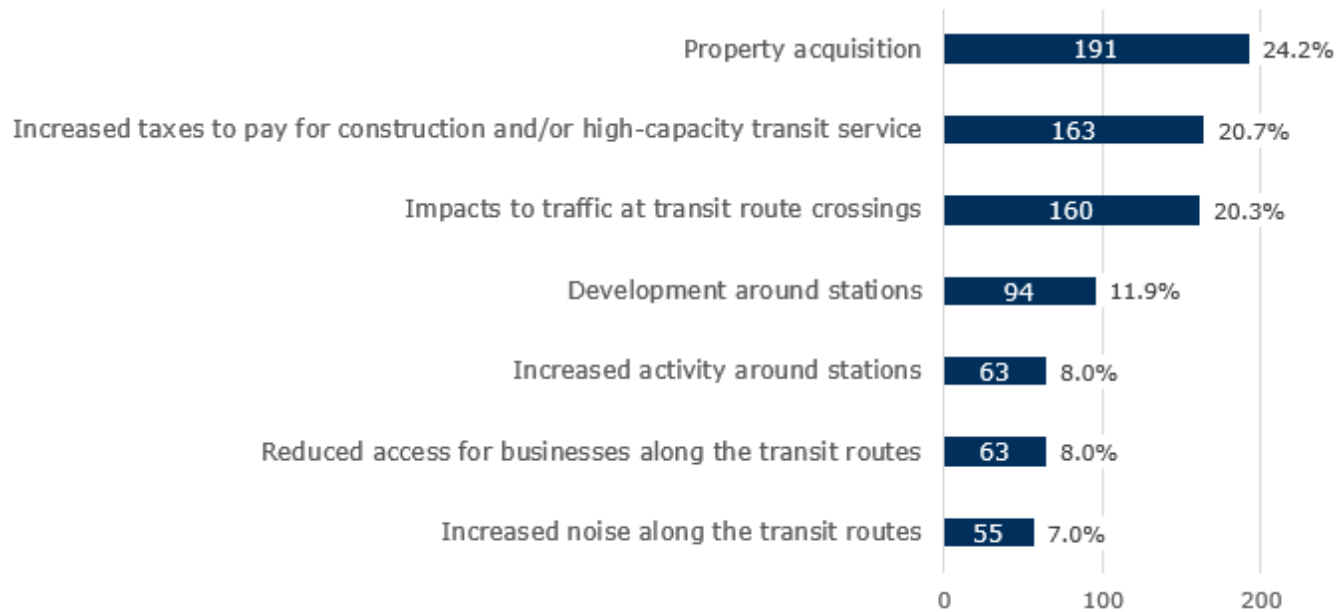 Property acquisition 191 24.2%
Increased taxes to pay for construction and/or high-capacity transit service 163 20.7%
Impacts to traffic at transit route crossings 160 20.3%
Development around stations 94 11.9%
Increased activity around stations 63 8.0%
Reduced access for businesses along the transit routes 63 8.0%
Increased noise along the transit routes 55 7.0%
0 100 200